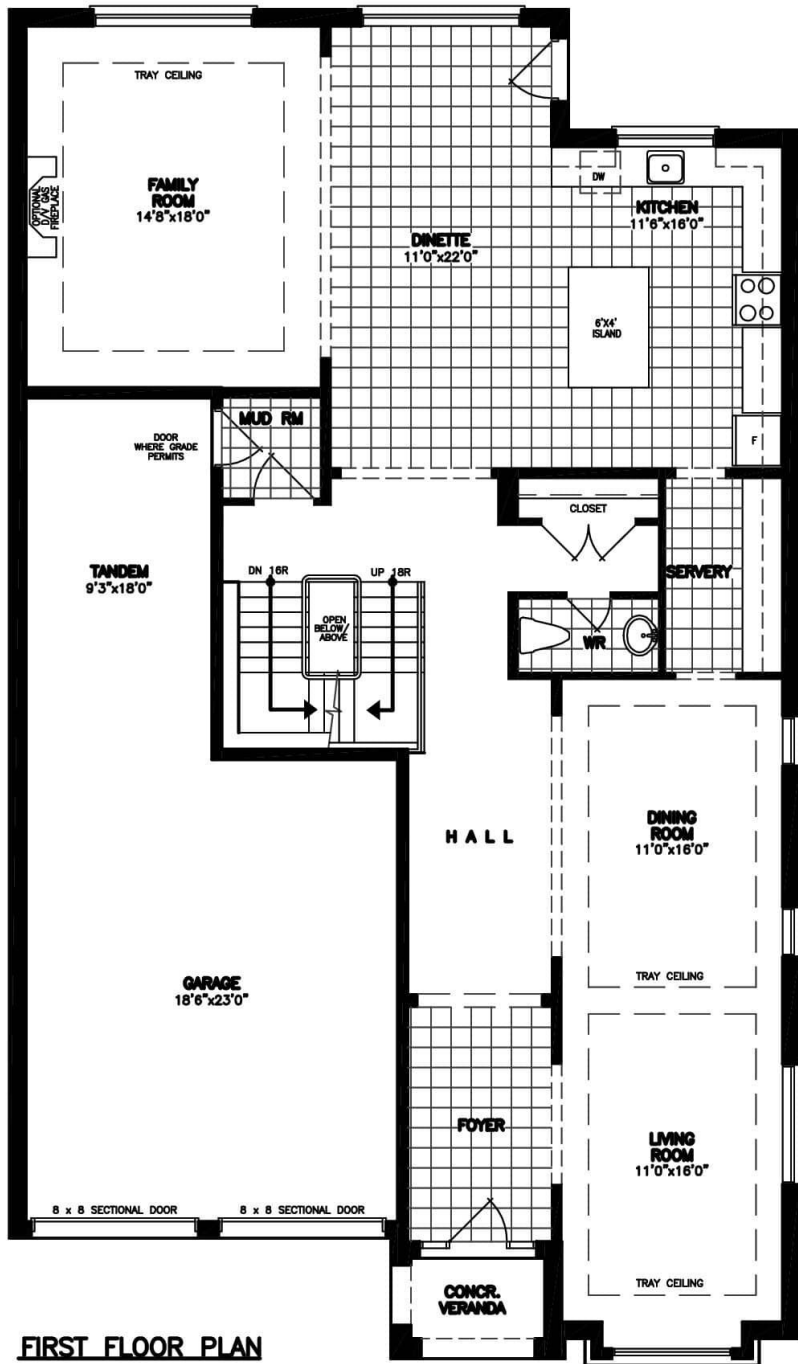 TRAY CEILING
FAMILY
ROOM
14'8"x18'0"
OPTIONAL
D/V GAS
FIREPLACE
DINETTE
11'0"x22'0"
DW
KITCHEN
11'6"x16'0"
6'X4'
ISLAND
F
MUD RM
DOOR
WHERE GRADE
PERMITS
CLOSET
TANDEM
9'3"x18'0"
DN 16R
UP 18R
OPEN
BELOW/
ABOVE
SERVERY
WR
HALL
DINING
ROOM
11'0"x16'0"
TRAY CEILING
GARAGE
18'6"x23'0"
FOYER
LIVING
ROOM
11'0"x16'0"
8 x 8 SECTIONAL DOOR
8 x 8 SECTIONAL DOOR
TRAY CEILING
CONCR.
VERANDA
FIRST FLOOR PLAN